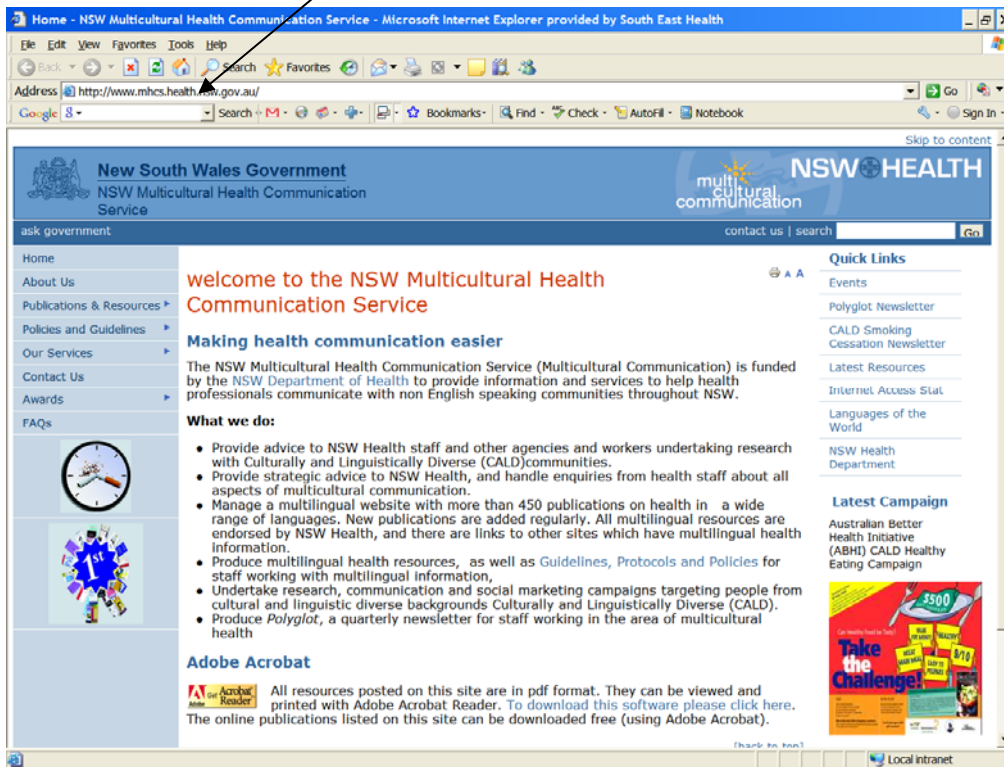 Home - NSW Multicultural Health Communication Service - Microsoft Internet Explorer provided by South East Health
File Edit View Favorites Tools Help
Back Search Favorites
Address http://www.mhcs.health.nsw.gov.au/ Go
Google Search Bookmarks Find Check AutoFill Notebook Sign In
Skip to content
New South Wales Government
NSW Multicultural Health Communication
Service
multi
cultural
communication
NSW HEALTH
ask government
contact us | search Go
Home
About Us
Publications & Resources
Policies and Guidelines
Our Services
Contact Us
Awards
FAQs
1st
welcome to the NSW Multicultural Health
Communication Service
A A
Making health communication easier
The NSW Multicultural Health Communication Service (Multicultural Communication) is funded
by the NSW Department of Health to provide information and services to help health
professionals communicate with non English speaking communities throughout NSW.
What we do:
• Provide advice to NSW Health staff and other agencies and workers undertaking research
with Culturally and Linguistically Diverse (CALD)communities.
• Provide strategic advice to NSW Health, and handle enquiries from health staff about all
aspects of multicultural communication.
• Manage a multilingual website with more than 450 publications on health in a wide
range of languages. New publications are added regularly. All multilingual resources are
endorsed by NSW Health, and there are links to other sites which have multilingual health
information.
• Produce multilingual health resources, as well as Guidelines, Protocols and Policies for
staff working with multilingual information,
• Undertake research, communication and social marketing campaigns targeting people from
cultural and linguistic diverse backgrounds Culturally and Linguistically Diverse (CALD).
• Produce Polyglot, a quarterly newsletter for staff working in the area of multicultural
health
Adobe Acrobat
Get Acrobat
Reader
Adobe
All resources posted on this site are in pdf format. They can be viewed and
printed with Adobe Acrobat Reader. To download this software please click here.
The online publications listed on this site can be downloaded free (using Adobe Acrobat).
[back to top]
Quick Links
Events
Polyglot Newsletter
CALD Smoking
Cessation Newsletter
Latest Resources
Internet Access Stat
Languages of the
World
NSW Health
Department
Latest Campaign
Australian Better
Health Initiative
(ABHI) CALD Healthy
Eating Campaign
$500
Take
the
Challenge!
Local intranet